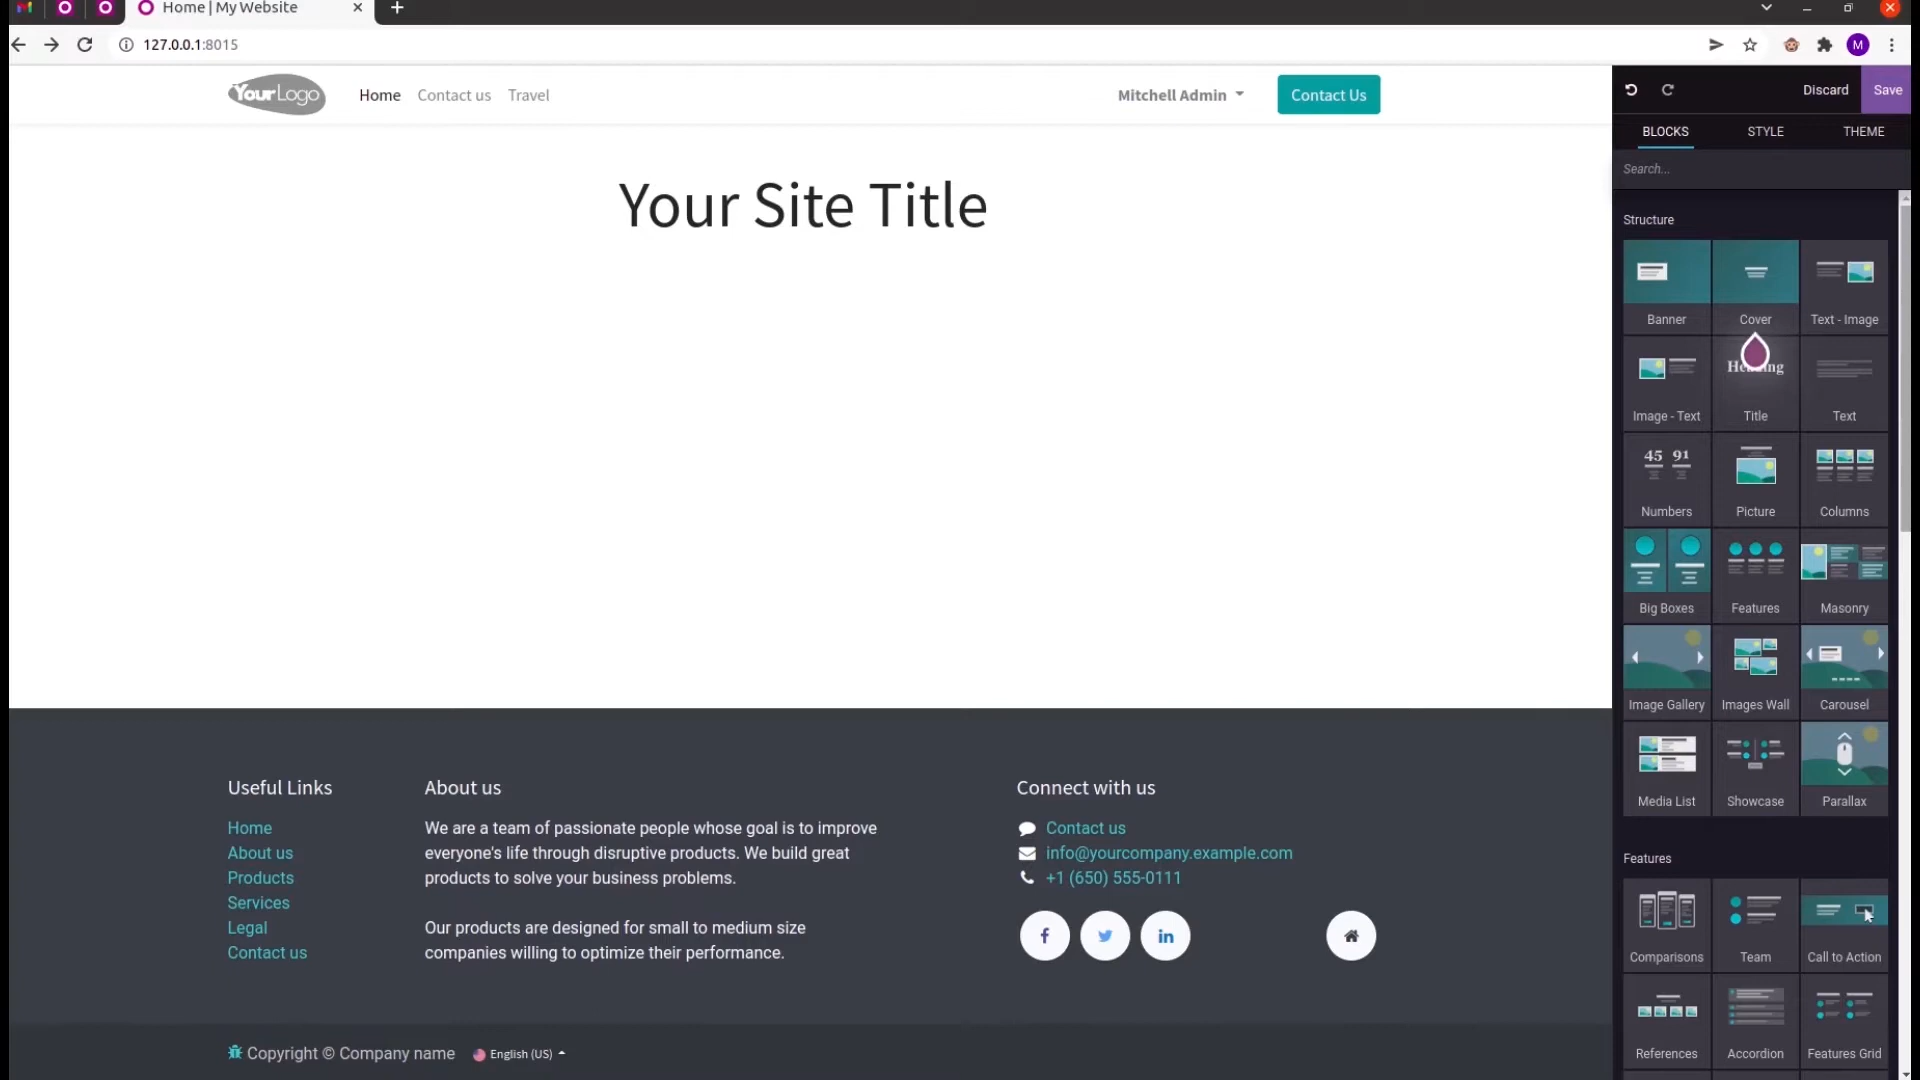 Home | My Website
127.0.0.1:8015
M
YourLogo
Home
Contact us
Travel
Mitchell Admin
Contact Us
Discard
Save
BLOCKS
STYLE
THEME
Search...
Your Site Title
Structure
Banner
Cover
Text - Image
Heading
Image - Text
Title
Text
45 91
Numbers
Picture
Columns
Big Boxes
Features
Masonry
Image Gallery
Images Wall
Carousel
Media List
Showcase
Parallax
Features
Comparisons
Team
Call to Action
References
Accordion
Features Grid
Useful Links
Home
About us
Products
Services
Legal
Contact us
About us
We are a team of passionate people whose goal is to improve
everyone's life through disruptive products. We build great
products to solve your business problems.
Our products are designed for small to medium size
companies willing to optimize their performance.
Connect with us
Contact us
info@yourcompany.example.com
+1 (650) 555-0111
Copyright © Company name
English (US)